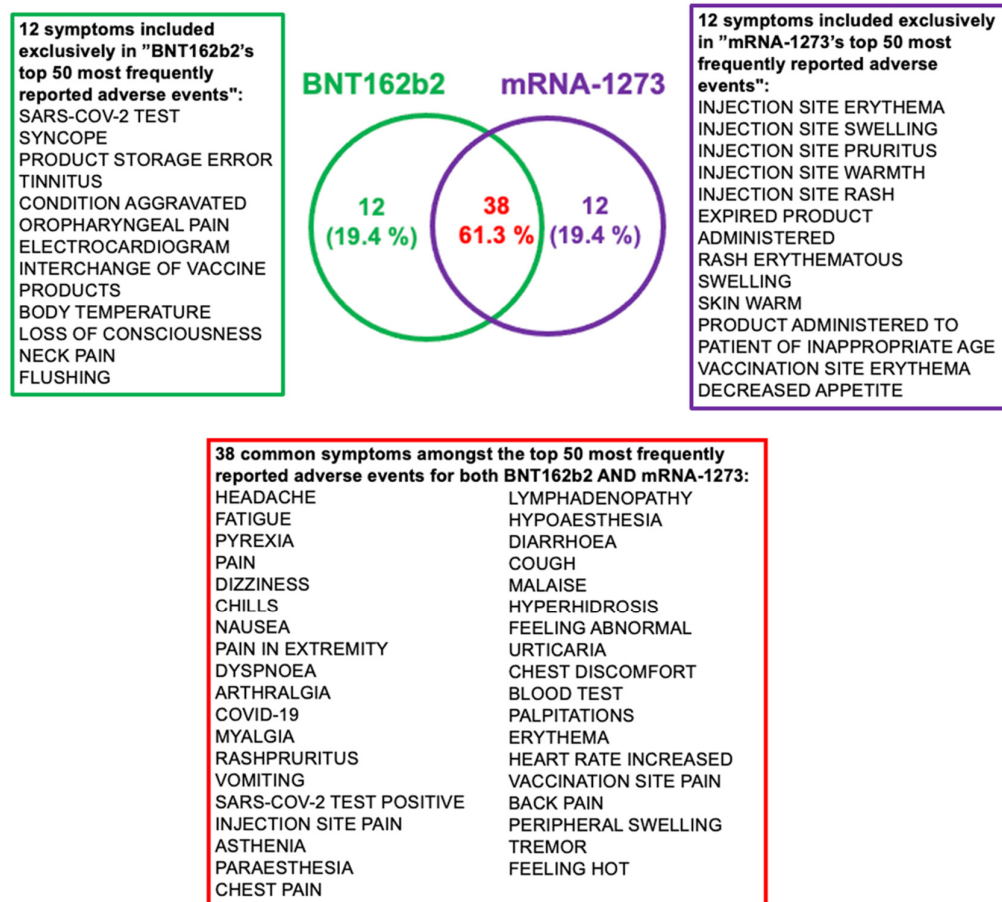 12 symptoms included
exclusively in "BNT162b2's
top 50 most frequently
reported adverse events":
SARS-COV-2 TEST
SYNCOPE
PRODUCT STORAGE ERROR
TINNITUS
CONDITION AGGRAVATED
OROPHARYNGEAL PAIN
ELECTROCARDIOGRAM
INTERCHANGE OF VACCINE
PRODUCTS
BODY TEMPERATURE
LOSS OF CONSCIOUSNESS
NECK PAIN
FLUSHING
BNT162b2
mRNA-1273
12
(19.4 %)
38
61.3 %
12
(19.4 %)
12 symptoms included exclusively
in "mRNA-1273's top 50 most
frequently reported adverse
events":
INJECTION SITE ERYTHEMA
INJECTION SITE SWELLING
INJECTION SITE PRURITUS
INJECTION SITE WARMTH
INJECTION SITE RASH
EXPIRED PRODUCT
ADMINISTERED
RASH ERYTHEMATOUS
SWELLING
SKIN WARM
PRODUCT ADMINISTERED TO
PATIENT OF INAPPROPRIATE AGE
VACCINATION SITE ERYTHEMA
DECREASED APPETITE
38 common symptoms amongst the top 50 most frequently
reported adverse events for both BNT162b2 AND mRNA-1273:
HEADACHE
FATIGUE
PYREXIA
PAIN
DIZZINESS
CHILLS
NAUSEA
PAIN IN EXTREMITY
DYSPNOEA
ARTHRALGIA
COVID-19
MYALGIA
RASHPRURITUS
VOMITING
SARS-COV-2 TEST POSITIVE
INJECTION SITE PAIN
ASTHENIA
PARAESTHESIA
CHEST PAIN
LYMPHADENOPATHY
HYPOAESTHESIA
DIARRHOEA
COUGH
MALAISE
HYPERHIDROSIS
FEELING ABNORMAL
URTICARIA
CHEST DISCOMFORT
BLOOD TEST
PALPITATIONS
ERYTHEMA
HEART RATE INCREASED
VACCINATION SITE PAIN
BACK PAIN
PERIPHERAL SWELLING
TREMOR
FEELING HOT